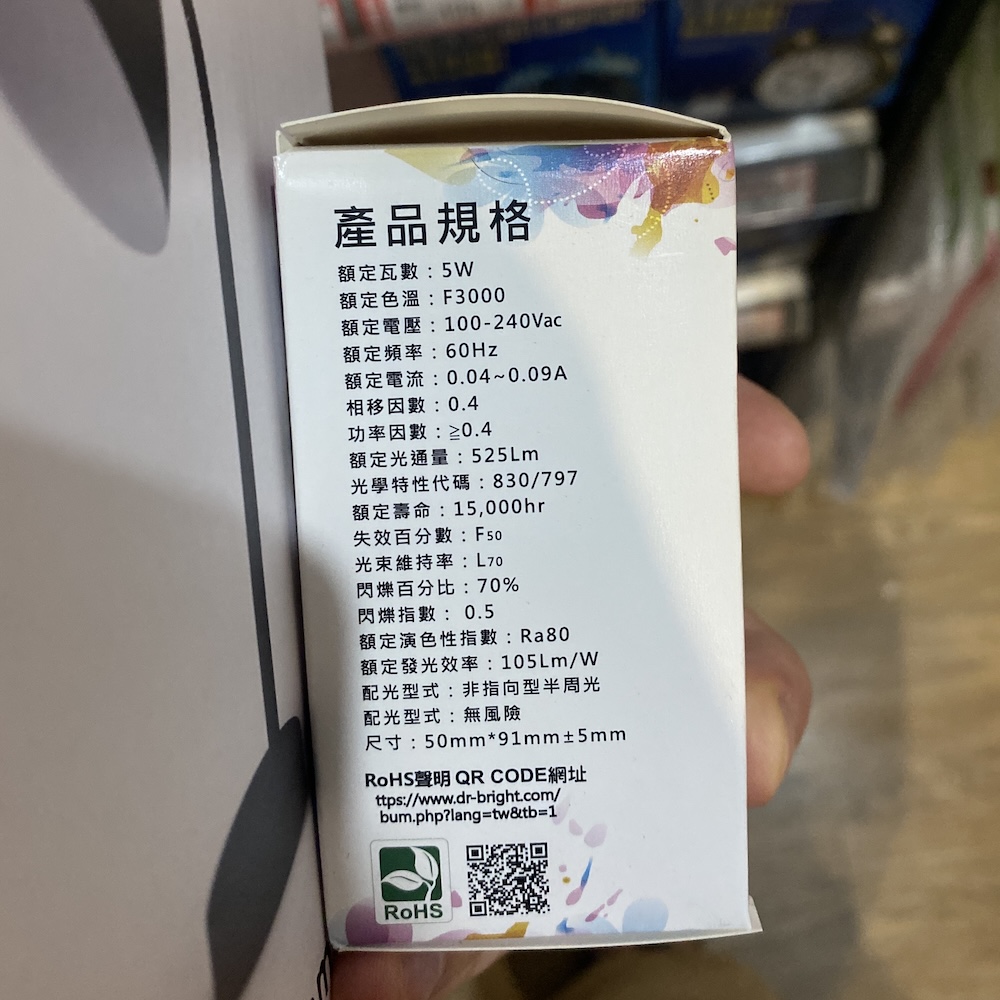 產品規格
額定瓦數：5W
額定色溫：F3000
額定電壓：100-240Vac
額定頻率：60Hz
額定電流：0.04~0.09A
相移因數：0.4
功率因數：≧0.4
額定光通量：525Lm
光學特性代碼：830/797
額定壽命：15,000hr
失效百分數：F50
光束維持率：L70
閃爍百分比：70%
閃爍指數： 0.5
額定演色性指數：Ra80
額定發光效率：105Lm/W
配光型式：非指向型半周光
配光型式：無風險
尺寸：50mm*91mm±5mm
RoHS聲明 QR CODE網址
ttps://www.dr-bright.com/
bum.php?lang=tw&tb=1
RoHS